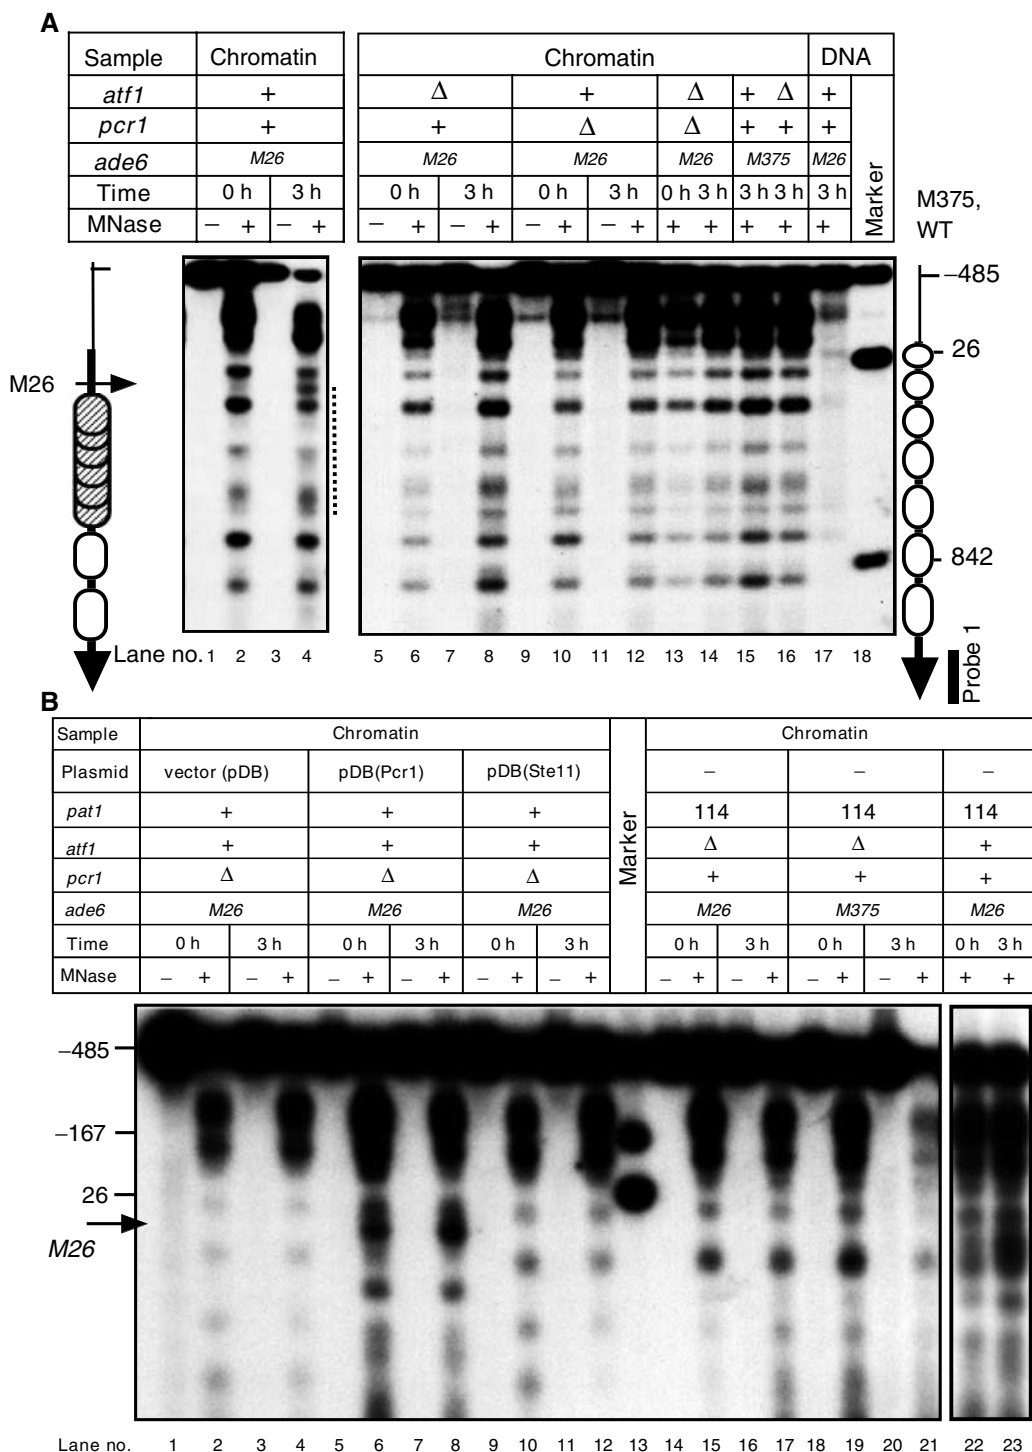 A
Sample Chromatin Chromatin DNA
atf1 + Δ + Δ + Δ +
pcr1 + + Δ Δ + + +
ade6 M26 M26 M26 M26 M375 M26
Time 0 h 3 h 0 h 3 h 0 h 3 h 0 h 3 h 3 h 3 h 3 h
MNase – + – + – + – + – + – + + + + + +
Marker
M375,
WT
–485
26
M26
842
Probe 1
Lane no. 1 2 3 4 5 6 7 8 9 10 11 12 13 14 15 16 17 18
B
Sample Chromatin Chromatin
Plasmid vector (pDB) pDB(Pcr1) pDB(Ste11) – – –
pat1 + + + 114 114 114
atf1 + + + Δ Δ +
pcr1 Δ Δ Δ + + +
ade6 M26 M26 M26 M26 M375 M26
Time 0 h 3 h 0 h 3 h 0 h 3 h 0 h 3 h 0 h 3 h 0 h 3 h
MNase – + – + – + – + – + – + – + – + – + – + + +
Marker
–485
–167
26
M26
Lane no. 1 2 3 4 5 6 7 8 9 10 11 12 13 14 15 16 17 18 19 20 21 22 23